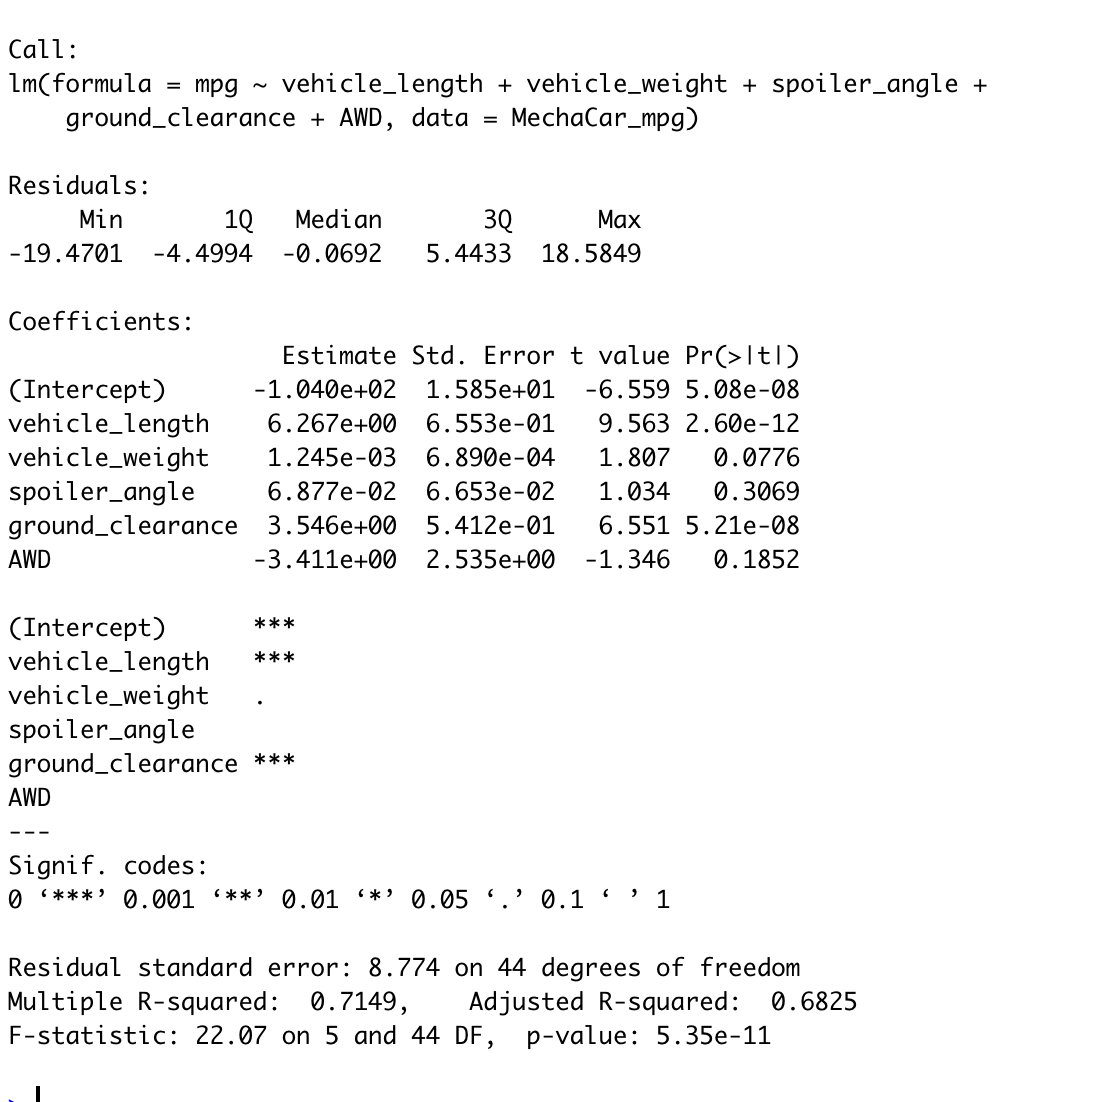 Call:
lm(formula = mpg ~ vehicle_length + vehicle_weight + spoiler_angle +
    ground_clearance + AWD, data = MechaCar_mpg)

Residuals:
     Min       1Q   Median       3Q      Max
-19.4701  -4.4994  -0.0692   5.4433  18.5849

Coefficients:
                   Estimate Std. Error t value Pr(>|t|)
(Intercept)      -1.040e+02  1.585e+01  -6.559 5.08e-08
vehicle_length    6.267e+00  6.553e-01   9.563 2.60e-12
vehicle_weight    1.245e-03  6.890e-04   1.807   0.0776
spoiler_angle     6.877e-02  6.653e-02   1.034   0.3069
ground_clearance  3.546e+00  5.412e-01   6.551 5.21e-08
AWD              -3.411e+00  2.535e+00  -1.346   0.1852

(Intercept)      ***
vehicle_length   ***
vehicle_weight   .
spoiler_angle
ground_clearance ***
AWD
---
Signif. codes:
0 ‘***’ 0.001 ‘**’ 0.01 ‘*’ 0.05 ‘.’ 0.1 ‘ ’ 1

Residual standard error: 8.774 on 44 degrees of freedom
Multiple R-squared:  0.7149,    Adjusted R-squared:  0.6825
F-statistic: 22.07 on 5 and 44 DF,  p-value: 5.35e-11

>